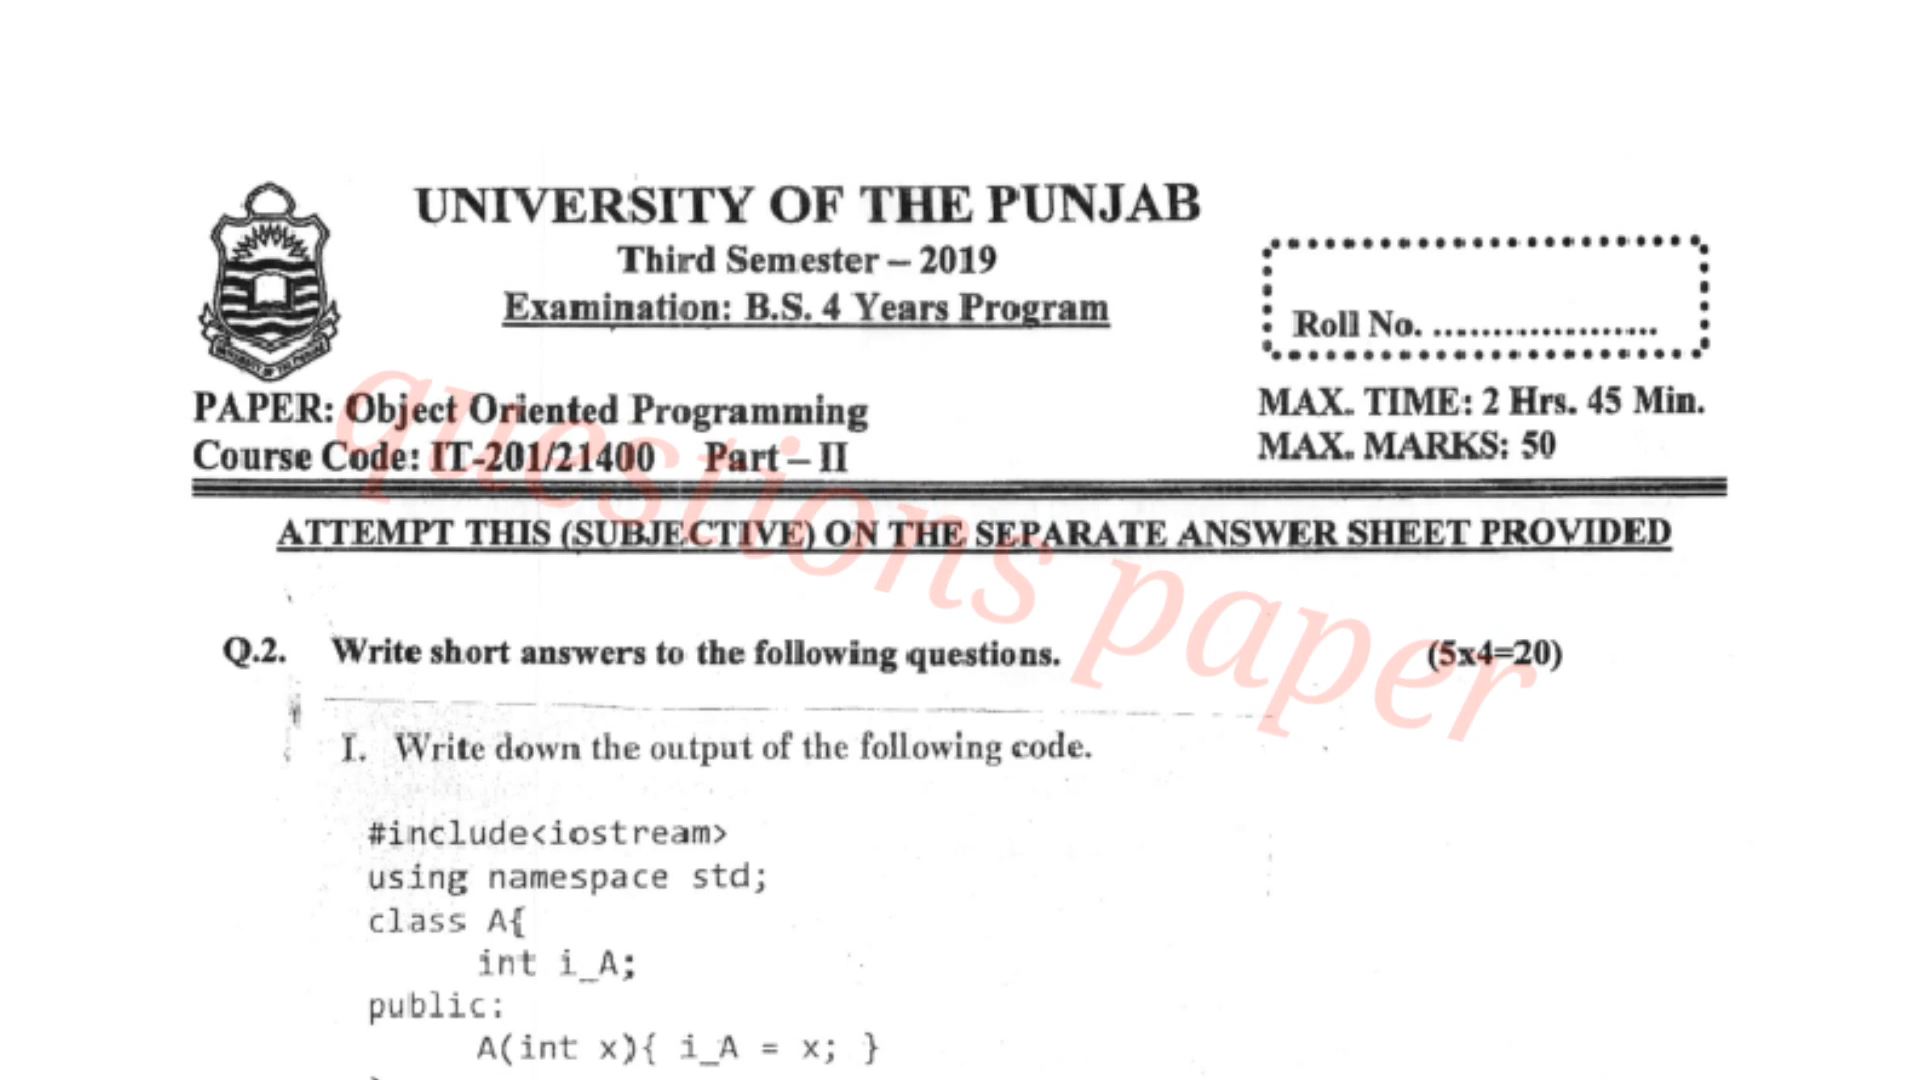 UNIVERSITY OF THE PUNJAB
Third Semester – 2019
Examination: B.S. 4 Years Program
Roll No. ...................
PAPER: Object Oriented Programming
MAX. TIME: 2 Hrs. 45 Min.
Course Code: IT-201/21400 Part – II
MAX. MARKS: 50
ATTEMPT THIS (SUBJECTIVE) ON THE SEPARATE ANSWER SHEET PROVIDED
questions paper
Q.2. Write short answers to the following questions. (5x4=20)
I. Write down the output of the following code.
#include<iostream>
using namespace std;
class A{
int i_A;
public:
A(int x){ i_A = x; }